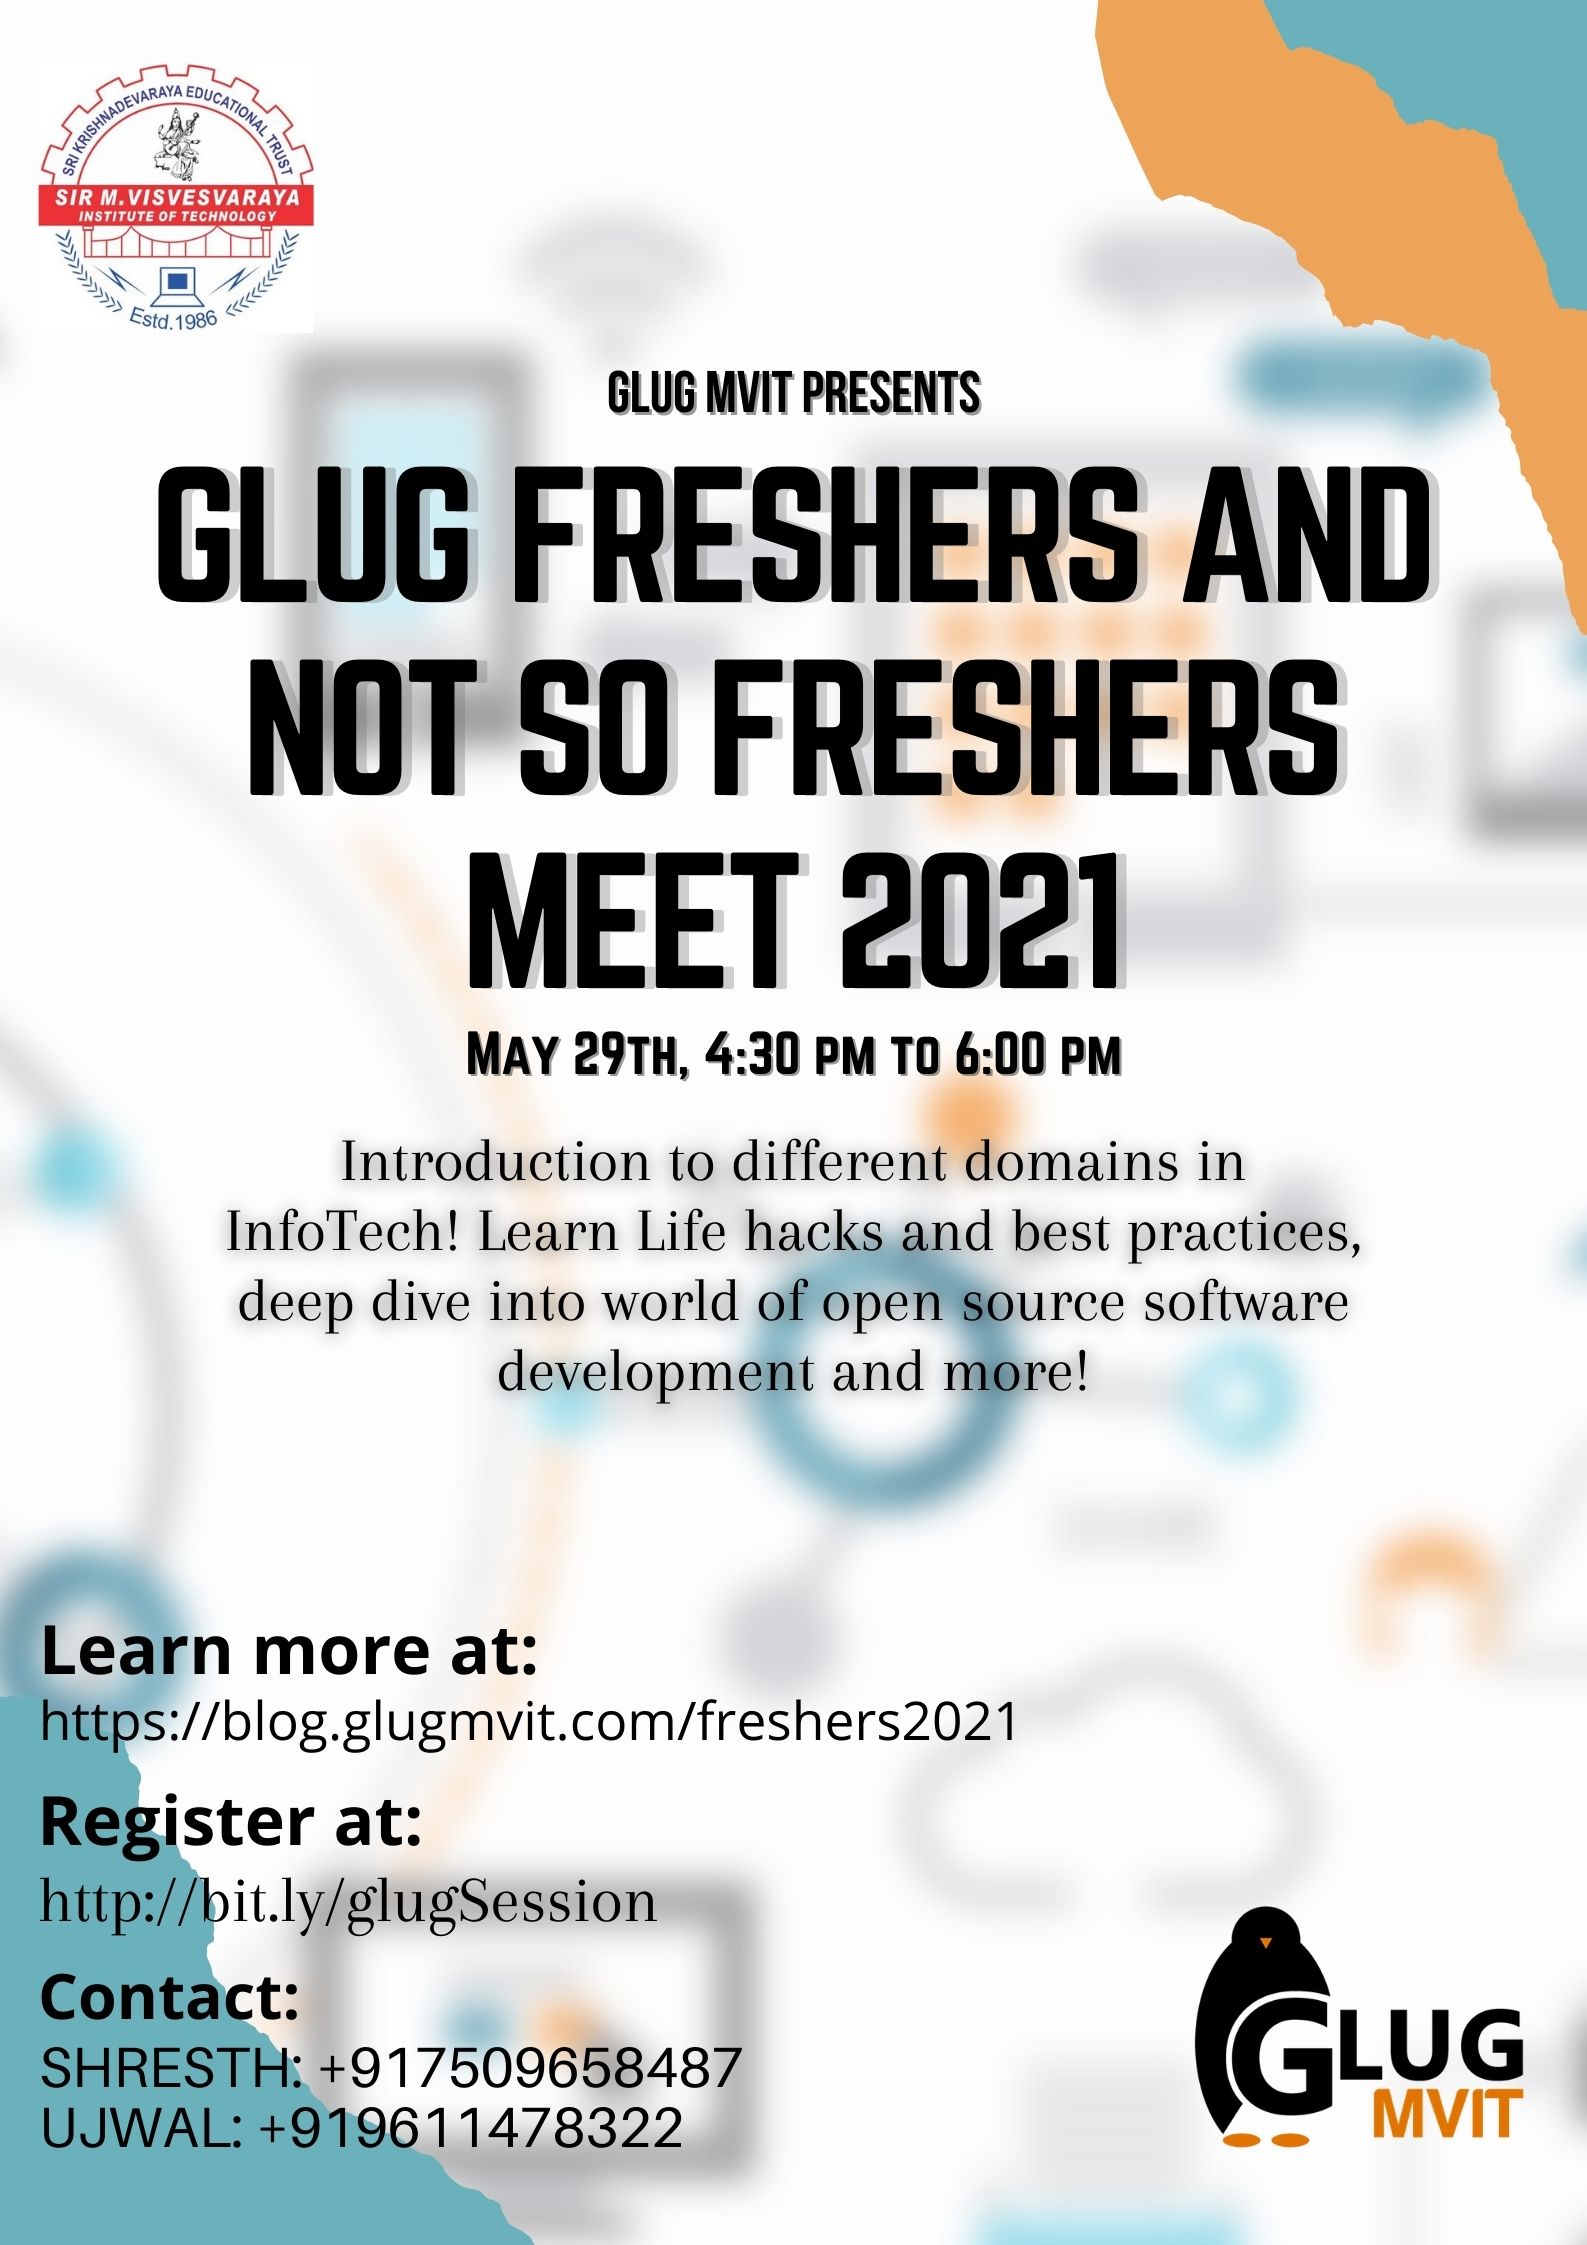 SRI KRISHNADEVARAYA EDUCATIONAL TRUST
SIR M.VISVESVARAYA
INSTITUTE OF TECHNOLOGY
Estd.1986
GLUG MVIT PRESENTS
GLUG FRESHERS AND
NOT SO FRESHERS
MEET 2021
May 29th, 4:30 pm to 6:00 pm
Introduction to different domains in
InfoTech! Learn Life hacks and best practices,
deep dive into world of open source software
development and more!
Learn more at:
https://blog.glugmvit.com/freshers2021
Register at:
http://bit.ly/glugSession
Contact:
SHRESTH: +917509658487
UJWAL: +919611478322
GLUG
MVIT